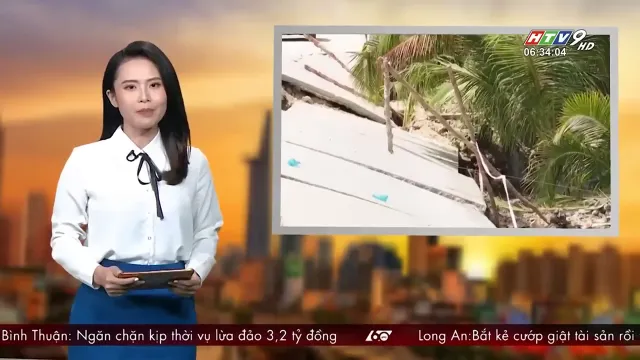 HTV9 HD
06:34:04
Bình Thuận: Ngăn chặn kịp thời vụ lừa đảo 3,2 tỷ đồng 60 Long An:Bắt kẻ cướp giật tài sản rồi